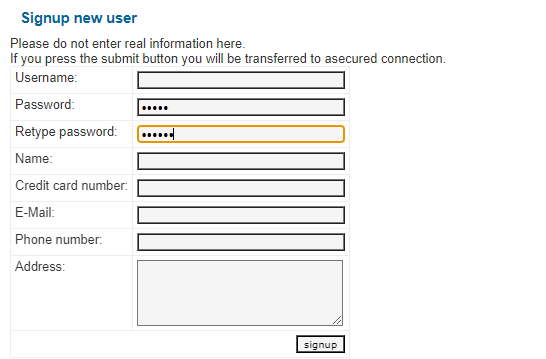 Signup new user
Please do not enter real information here.
If you press the submit button you will be transferred to asecured connection.
Username:
Password: •••••
Retype password: ••••••
Name:
Credit card number:
E-Mail:
Phone number:
Address:
signup